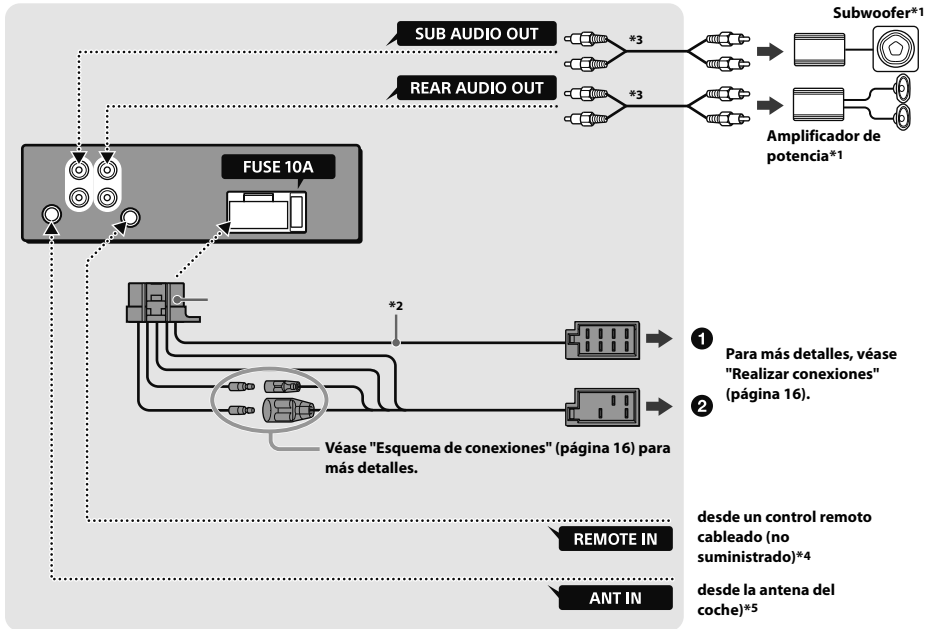 Subwoofer*1
SUB AUDIO OUT
*3
REAR AUDIO OUT
*3
Amplificador de
potencia*1
FUSE 10A
*2
1
Para más detalles, véase
"Realizar conexiones"
(página 16).
2
Véase "Esquema de conexiones" (página 16) para
más detalles.
REMOTE IN
desde un control remoto
cableado (no
suministrado)*4
ANT IN
desde la antena del
coche)*5